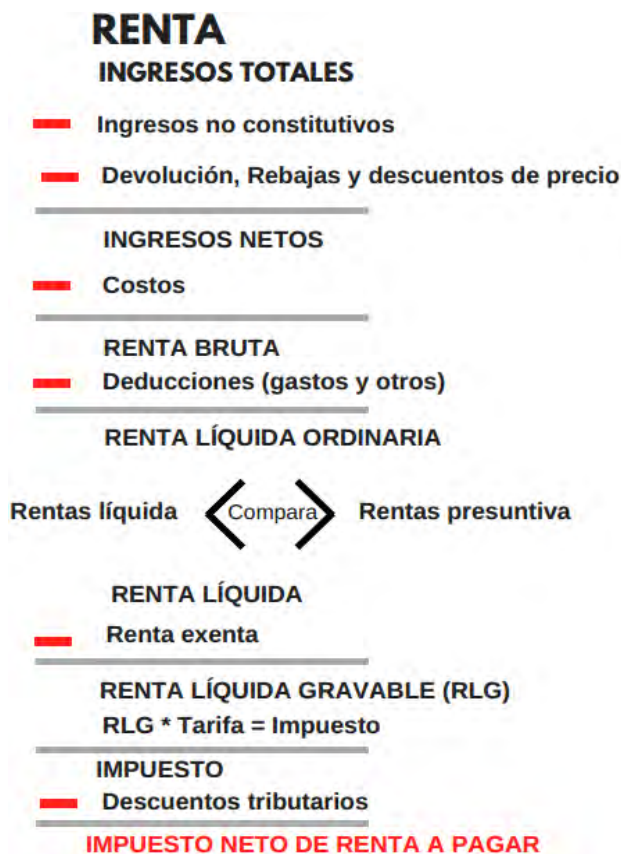 RENTA
INGRESOS TOTALES
Ingresos no constitutivos
Devolución, Rebajas y descuentos de precio
INGRESOS NETOS
Costos
RENTA BRUTA
Deducciones (gastos y otros)
RENTA LÍQUIDA ORDINARIA
Rentas líquida Compara Rentas presuntiva
RENTA LÍQUIDA
Renta exenta
RENTA LÍQUIDA GRAVABLE (RLG)
RLG * Tarifa = Impuesto
IMPUESTO
Descuentos tributarios
IMPUESTO NETO DE RENTA A PAGAR